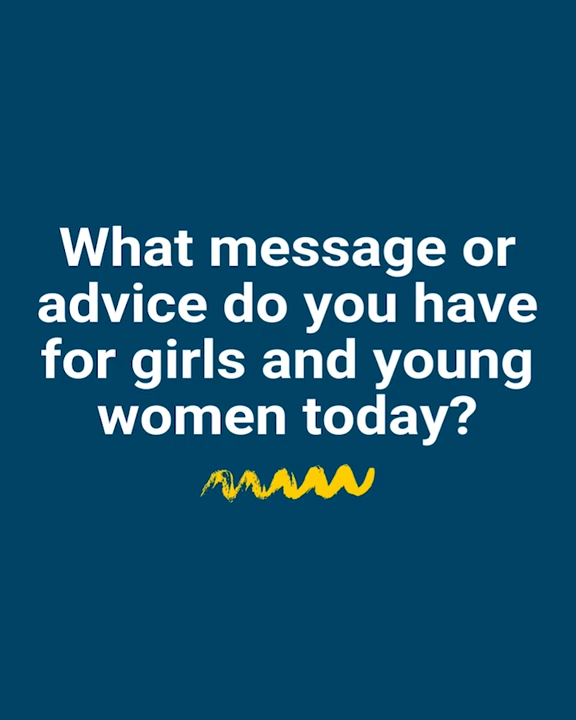 What message or
advice do you have
for girls and young
women today?